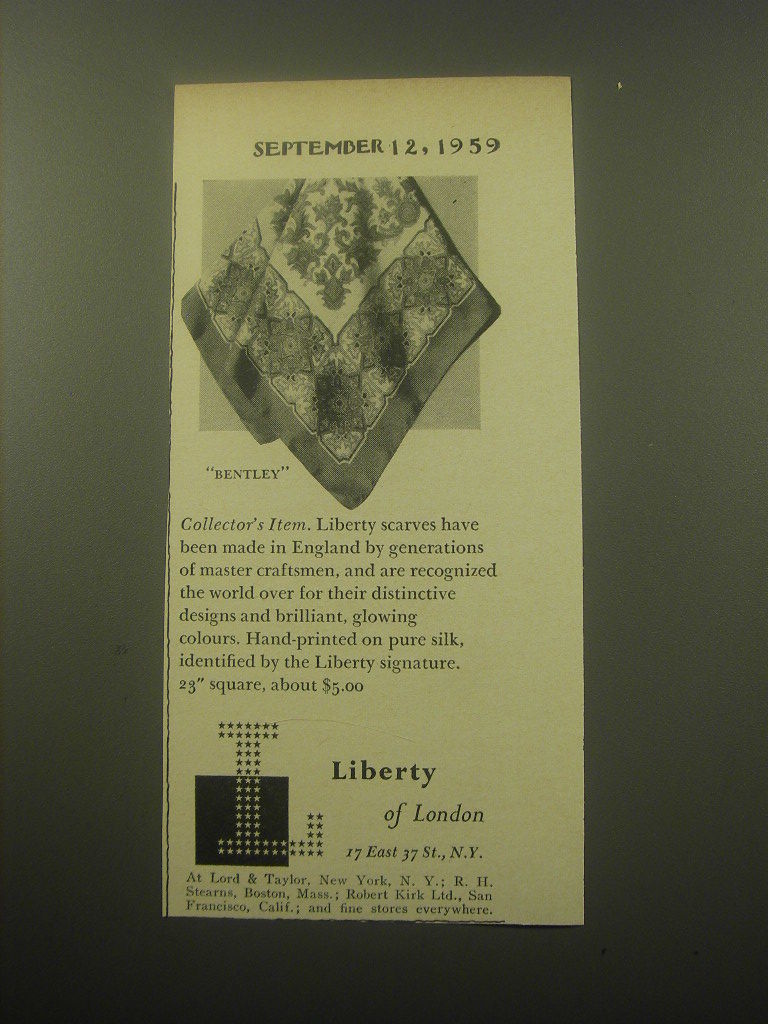 SEPTEMBER 12, 1959
"BENTLEY"
Collector's Item. Liberty scarves have
been made in England by generations
of master craftsmen, and are recognized
the world over for their distinctive
designs and brilliant, glowing
colours. Hand-printed on pure silk,
identified by the Liberty signature.
23" square, about $5.00
L
Liberty
of London
17 East 37 St., N.Y.
At Lord & Taylor, New York, N. Y.; R. H.
Stearns, Boston, Mass.; Robert Kirk Ltd., San
Francisco, Calif.; and fine stores everywhere.